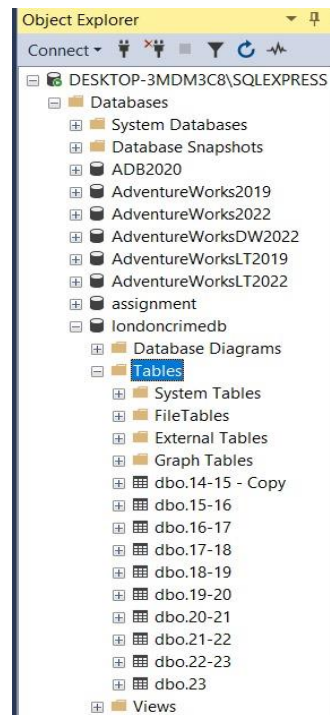 Object Explorer
Connect
DESKTOP-3MDM3C8\SQLEXPRESS
Databases
System Databases
Database Snapshots
ADB2020
AdventureWorks2019
AdventureWorks2022
AdventureWorksDW2022
AdventureWorksLT2019
AdventureWorksLT2022
assignment
londoncrimedb
Database Diagrams
Tables
System Tables
FileTables
External Tables
Graph Tables
dbo.14-15 - Copy
dbo.15-16
dbo.16-17
dbo.17-18
dbo.18-19
dbo.19-20
dbo.20-21
dbo.21-22
dbo.22-23
dbo.23
Views